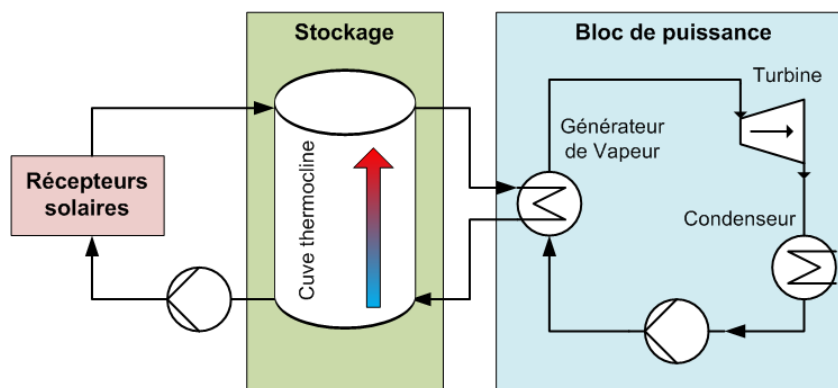 Stockage
Bloc de puissance
Turbine
Générateur
de Vapeur
Récepteurs
solaires
Cuve thermocline
Condenseur